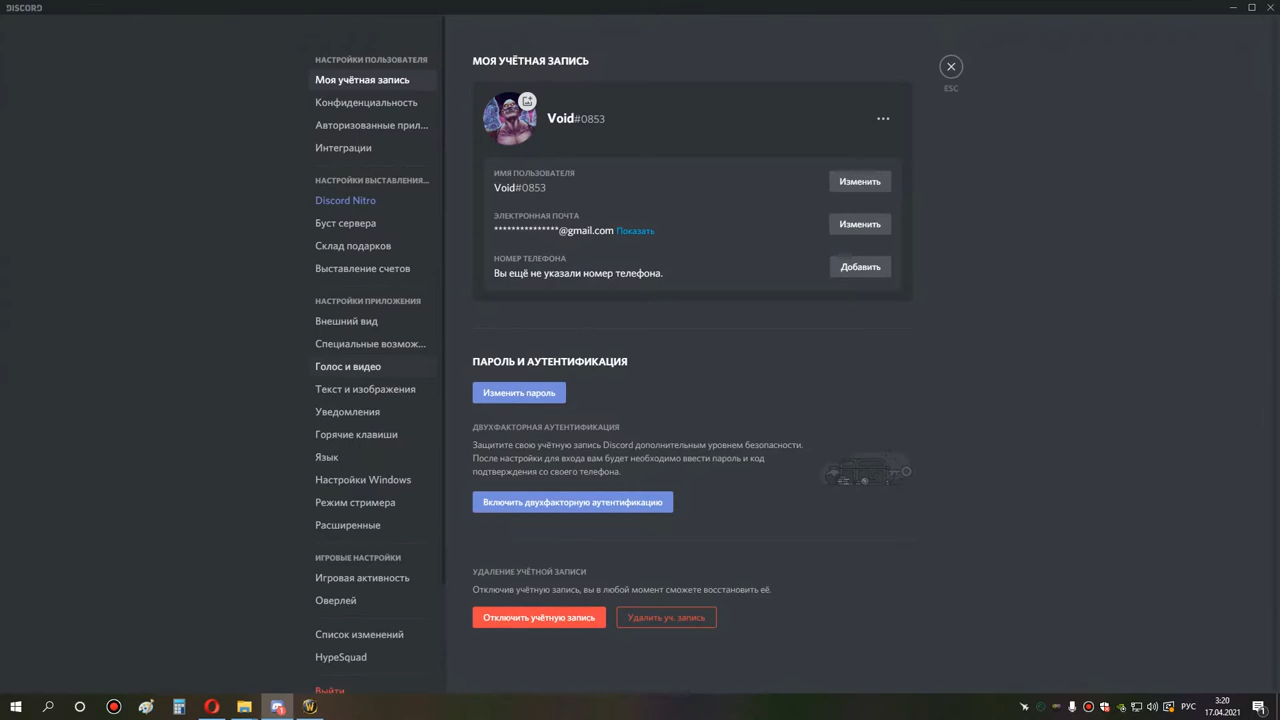 DISCORD
НАСТРОЙКИ ПОЛЬЗОВАТЕЛЯ
Моя учётная запись
Конфиденциальность
Авторизованные прил...
Интеграции
НАСТРОЙКИ ВЫСТАВЛЕНИЯ...
Discord Nitro
Буст сервера
Склад подарков
Выставление счетов
НАСТРОЙКИ ПРИЛОЖЕНИЯ
Внешний вид
Специальные возмож...
Голос и видео
Текст и изображения
Уведомления
Горячие клавиши
Язык
Настройки Windows
Режим стримера
Расширенные
ИГРОВЫЕ НАСТРОЙКИ
Игровая активность
Оверлей
Список изменений
HypeSquad
Выйти
МОЯ УЧЁТНАЯ ЗАПИСЬ
ESC
Void#0853
ИМЯ ПОЛЬЗОВАТЕЛЯ
Void#0853
Изменить
ЭЛЕКТРОННАЯ ПОЧТА
***************@gmail.com Показать
Изменить
НОМЕР ТЕЛЕФОНА
Вы ещё не указали номер телефона.
Добавить
ПАРОЛЬ И АУТЕНТИФИКАЦИЯ
Изменить пароль
ДВУХФАКТОРНАЯ АУТЕНТИФИКАЦИЯ
Защитите свою учётную запись Discord дополнительным уровнем безопасности.
После настройки для входа вам будет необходимо ввести пароль и код
подтверждения со своего телефона.
Включить двухфакторную аутентификацию
УДАЛЕНИЕ УЧЁТНОЙ ЗАПИСИ
Отключив учётную запись, вы в любой момент сможете восстановить её.
Отключить учётную запись
Удалить уч. запись
РУС
3:20
17.04.2021